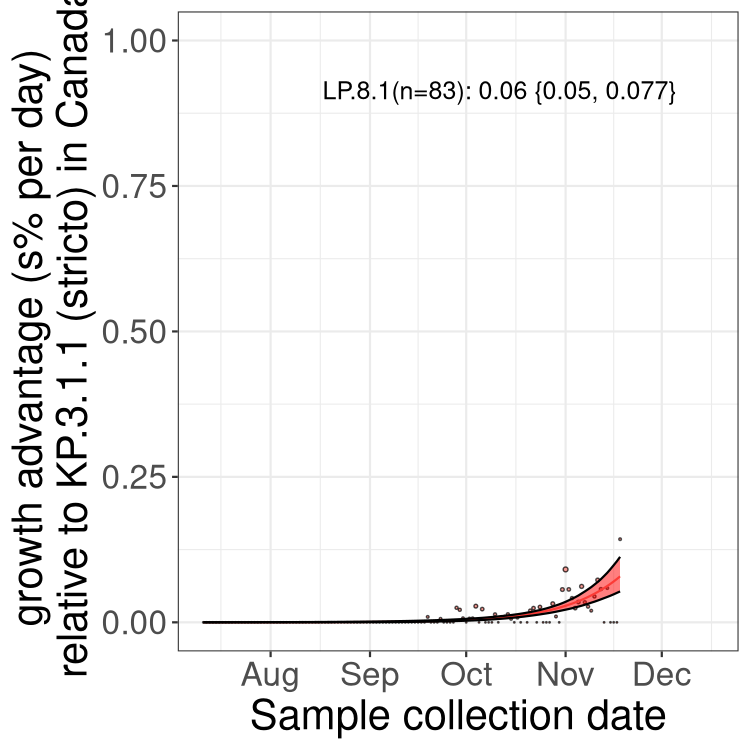 growth advantage (s% per day)
relative to KP.3.1.1 (stricto) in Canada
1.00
LP.8.1(n=83): 0.06 {0.05, 0.077}
0.75
0.50
0.25
0.00
Aug Sep Oct Nov Dec
Sample collection date